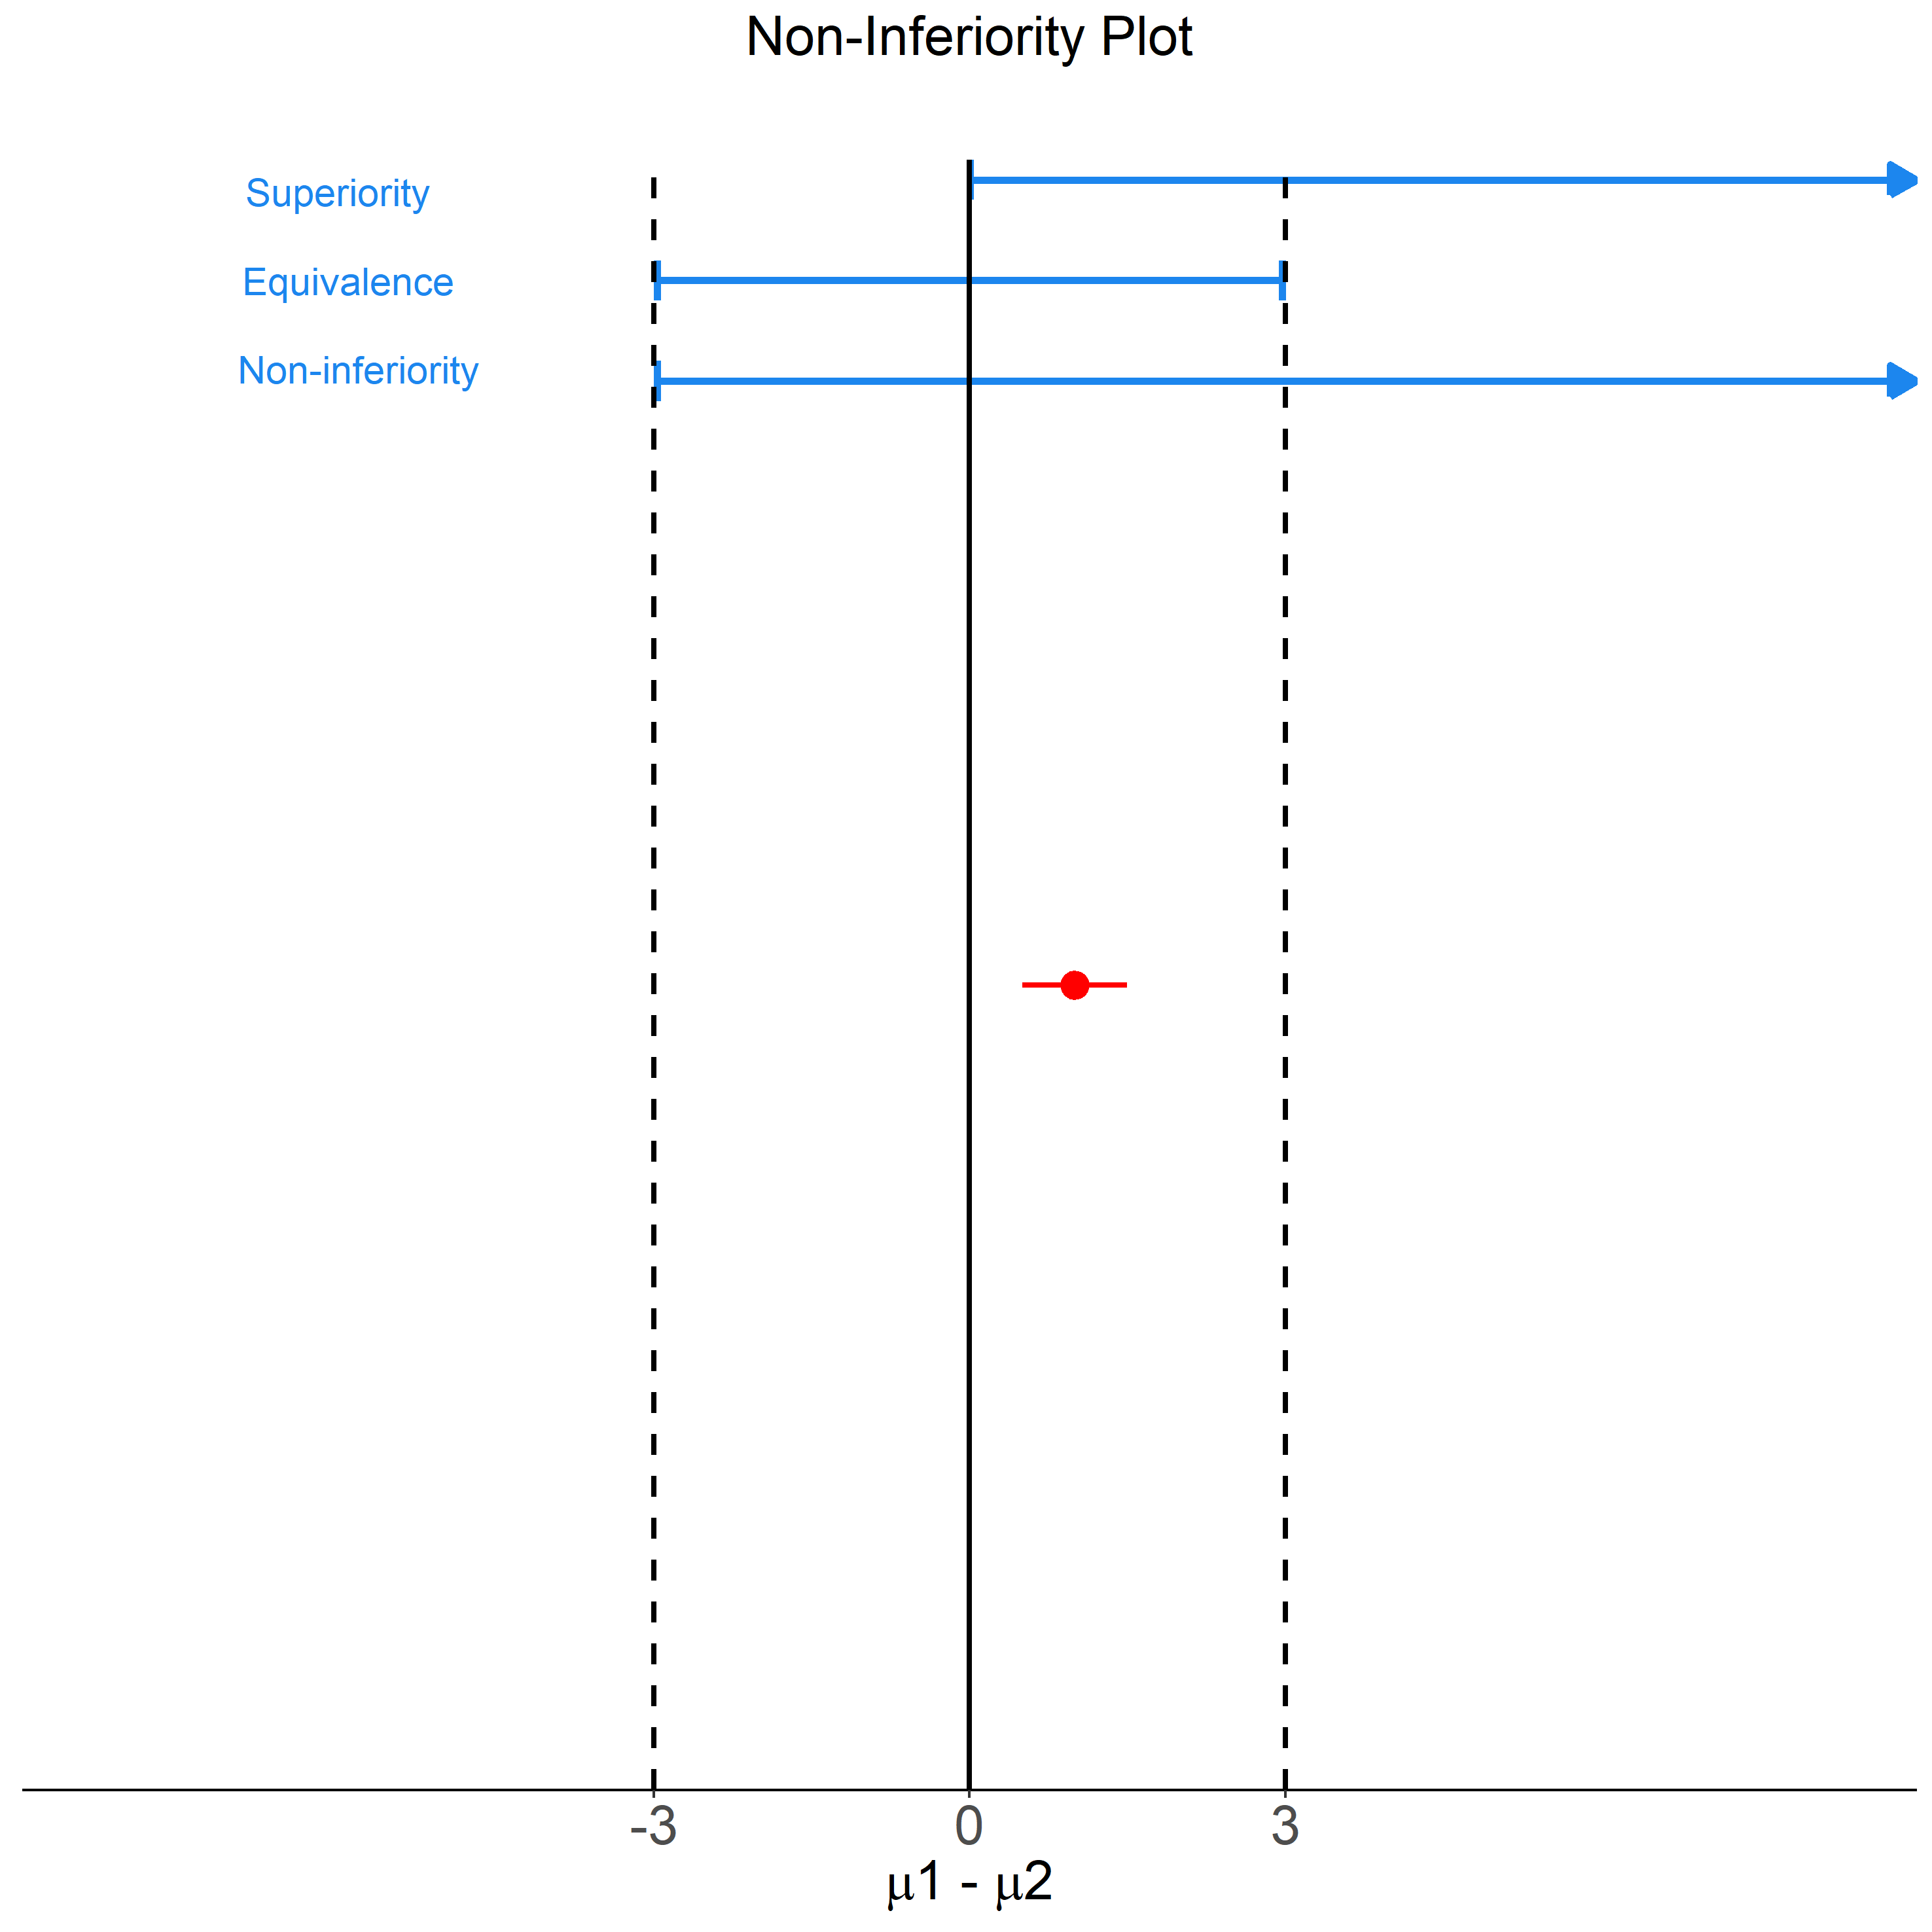 Non-Inferiority Plot
Superiority
Equivalence
Non-inferiority
-3 0 3
μ1 - μ2